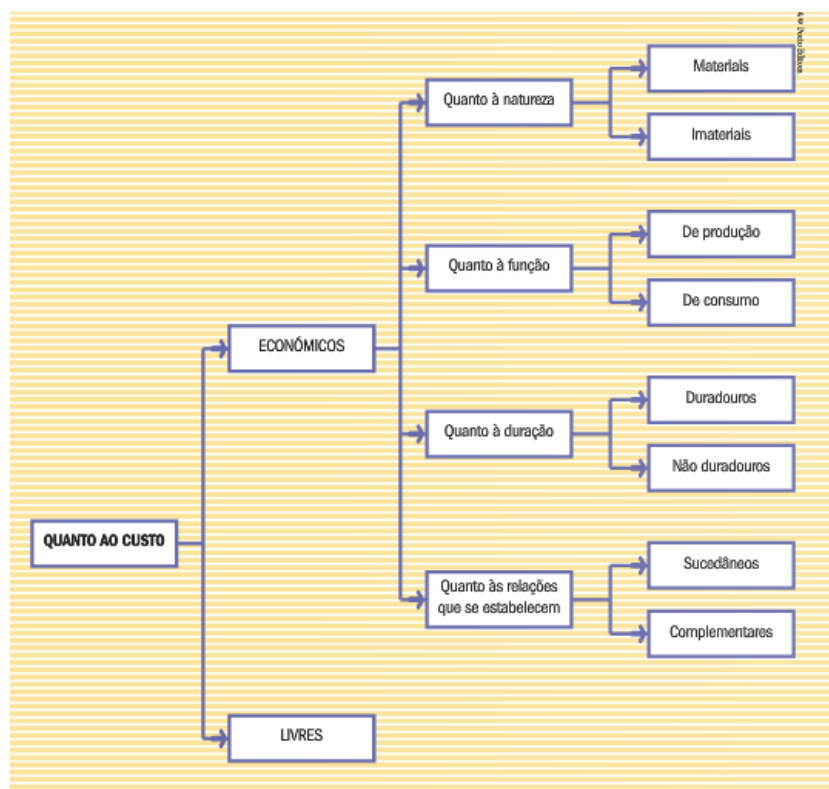 QUANTO AO CUSTO
ECONÓMICOS
LIVRES
Quanto à natureza
Materiais
Imateriais
Quanto à função
De produção
De consumo
Quanto à duração
Duradouros
Não duradouros
Quanto às relações
que se estabelecem
Sucedâneos
Complementares